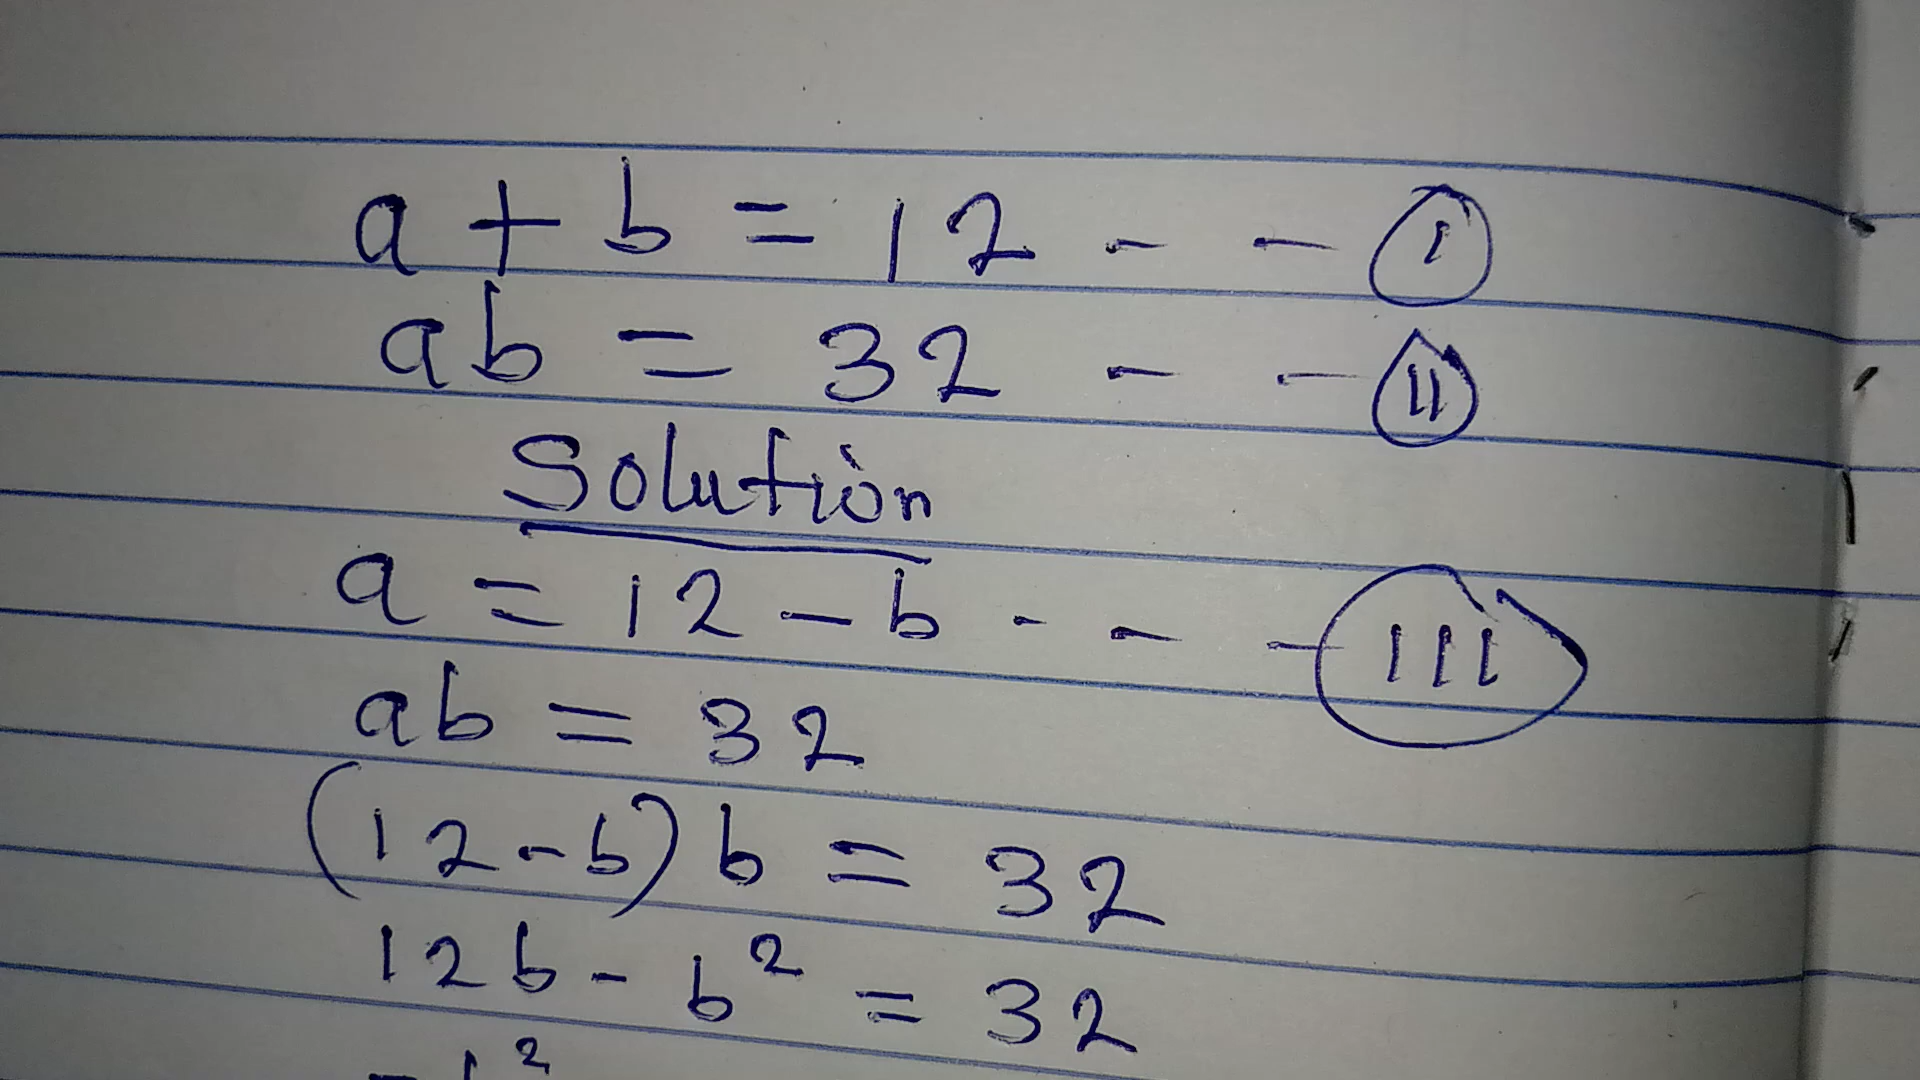 a + b = 12 - - (I)
ab = 32 - - (II)
Solution
a = 12 - b - - - (III)
ab = 32
(12 - b) b = 32
12b - b² = 32